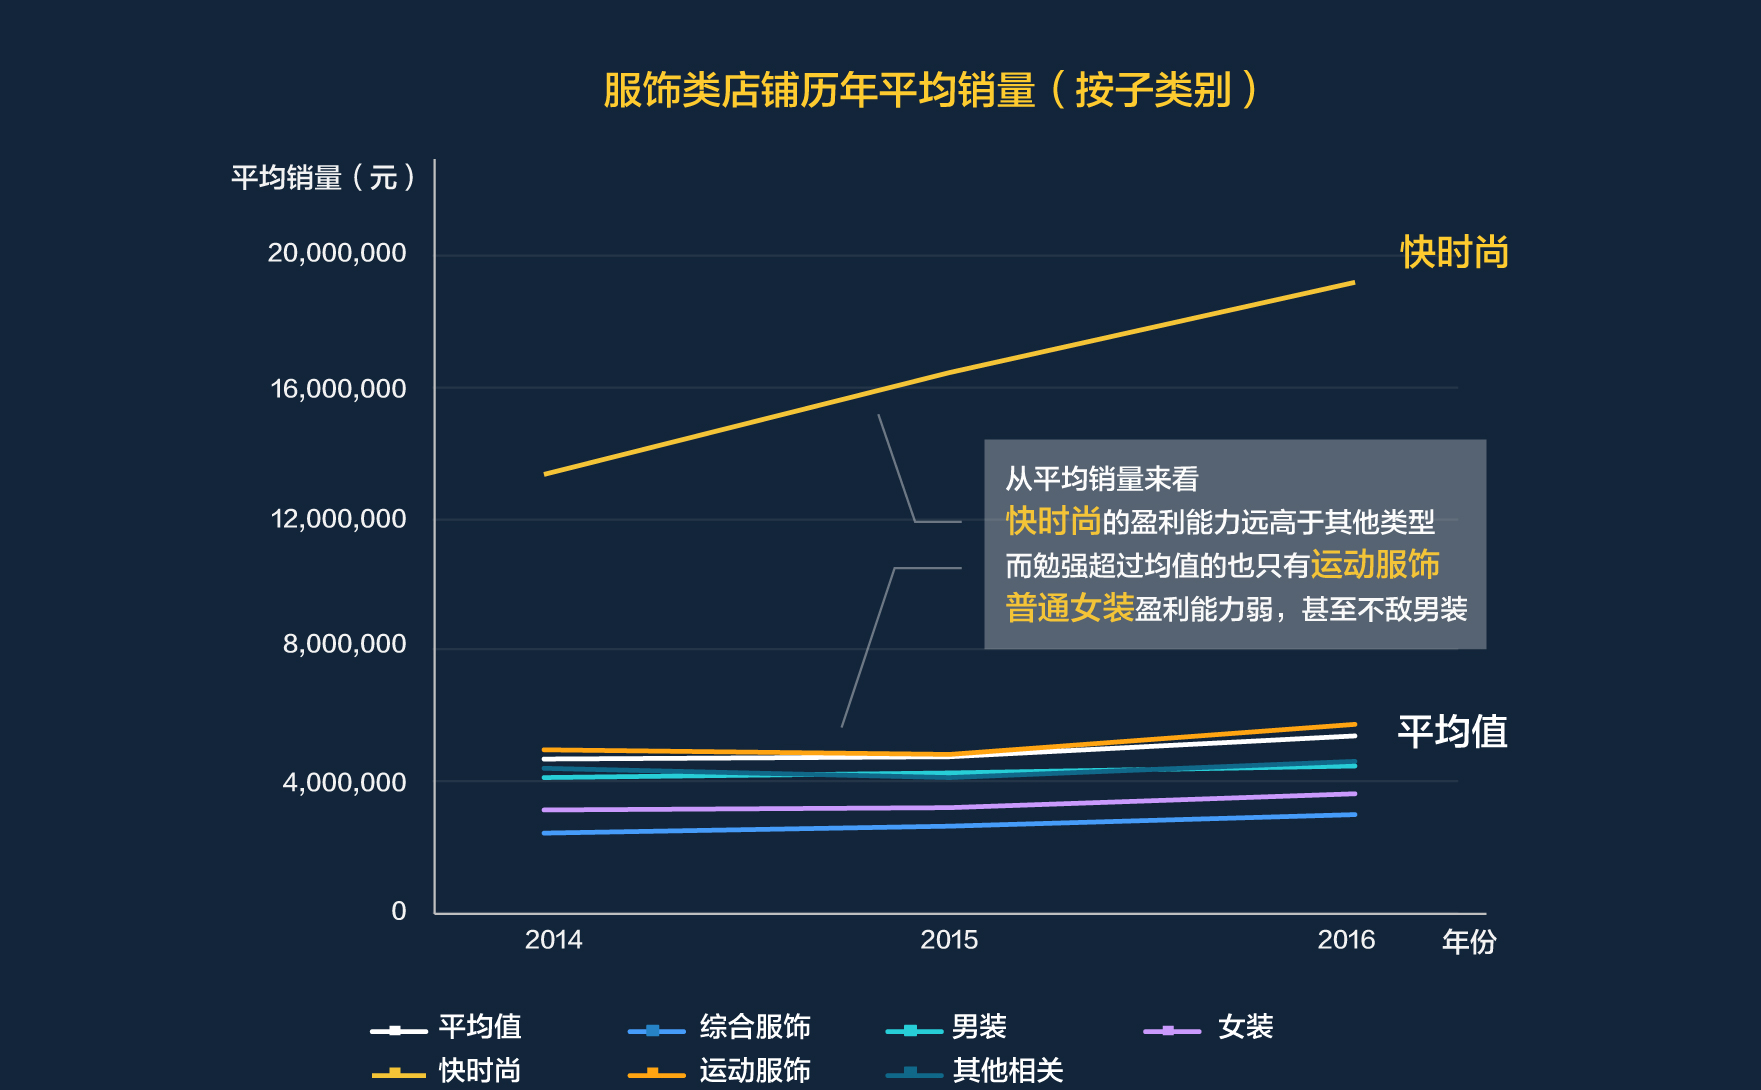 服饰类店铺历年平均销量（按子类别）
平均销量（元）
20,000,000
快时尚
16,000,000
从平均销量来看
12,000,000
快时尚的盈利能力远高于其他类型
而勉强超过均值的也只有运动服饰
普通女装盈利能力弱，甚至不敌男装
8,000,000
平均值
4,000,000
0
2014 2015 2016 年份
平均值 综合服饰 男装 女装
快时尚 运动服饰 其他相关